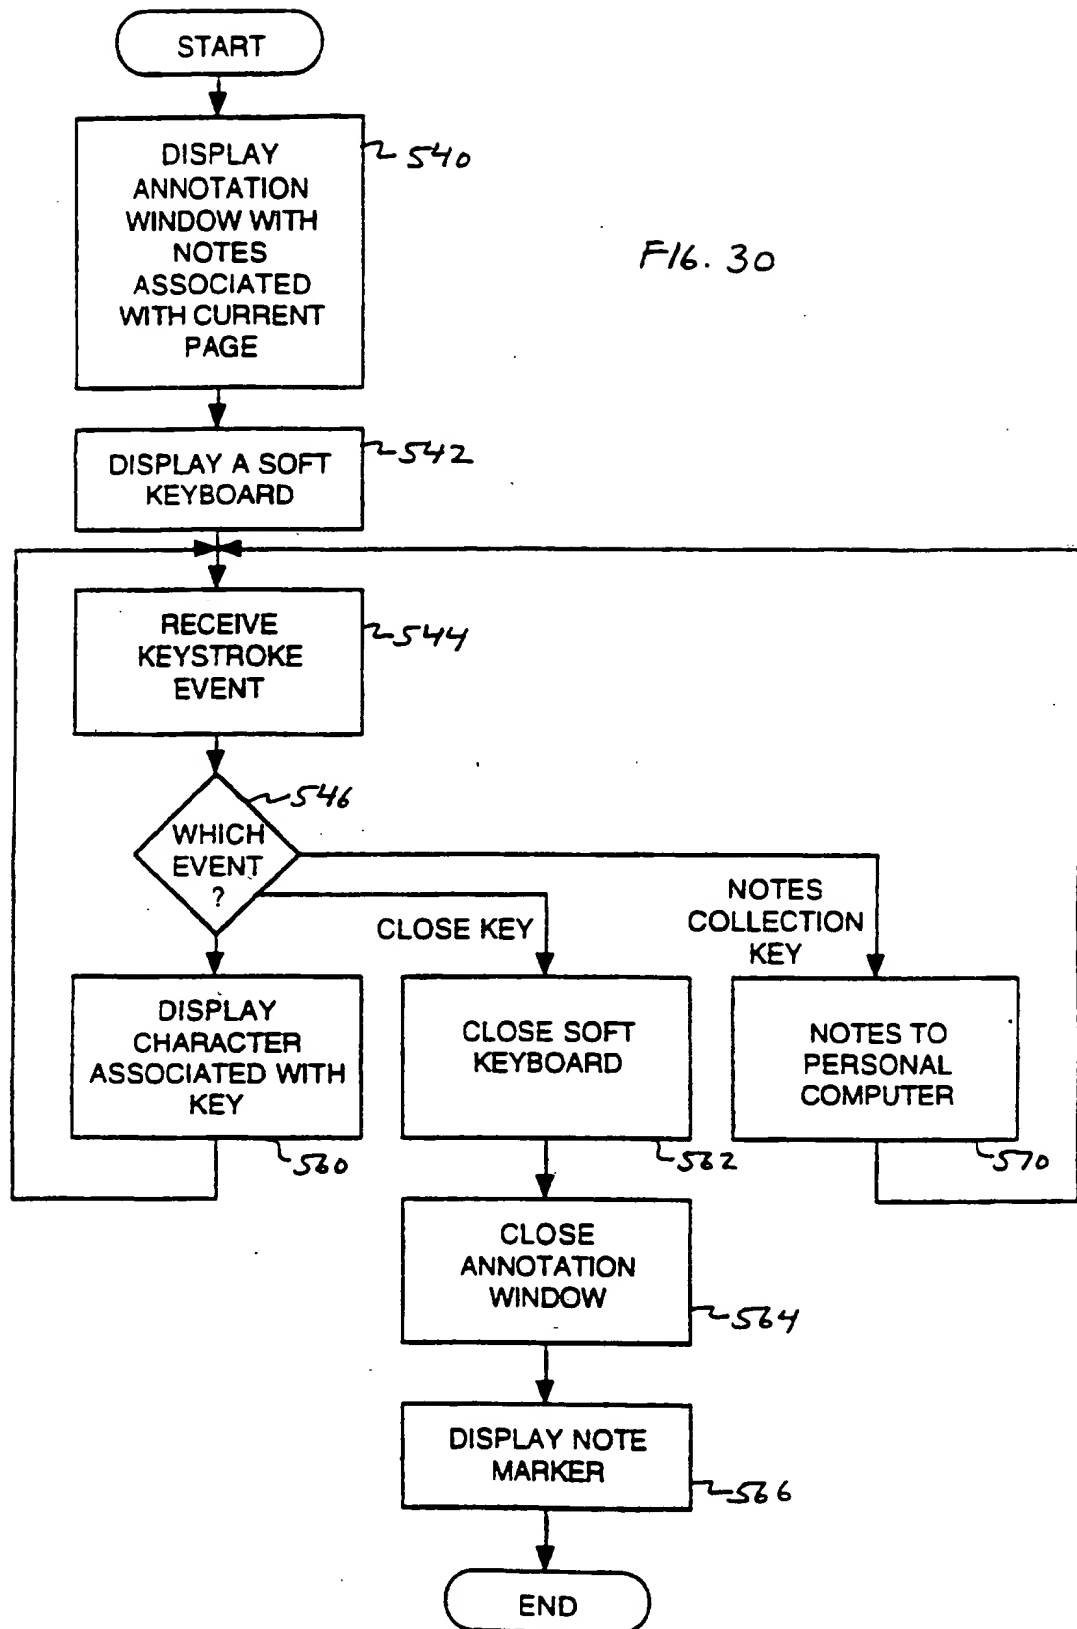 START
DISPLAY
ANNOTATION
WINDOW WITH
NOTES
ASSOCIATED
WITH CURRENT
PAGE
540
FIG. 30
DISPLAY A SOFT
KEYBOARD
542
RECEIVE
KEYSTROKE
EVENT
544
WHICH
EVENT
?
546
CLOSE KEY
NOTES
COLLECTION
KEY
DISPLAY
CHARACTER
ASSOCIATED WITH
KEY
560
CLOSE SOFT
KEYBOARD
562
NOTES TO
PERSONAL
COMPUTER
570
CLOSE
ANNOTATION
WINDOW
564
DISPLAY NOTE
MARKER
566
END